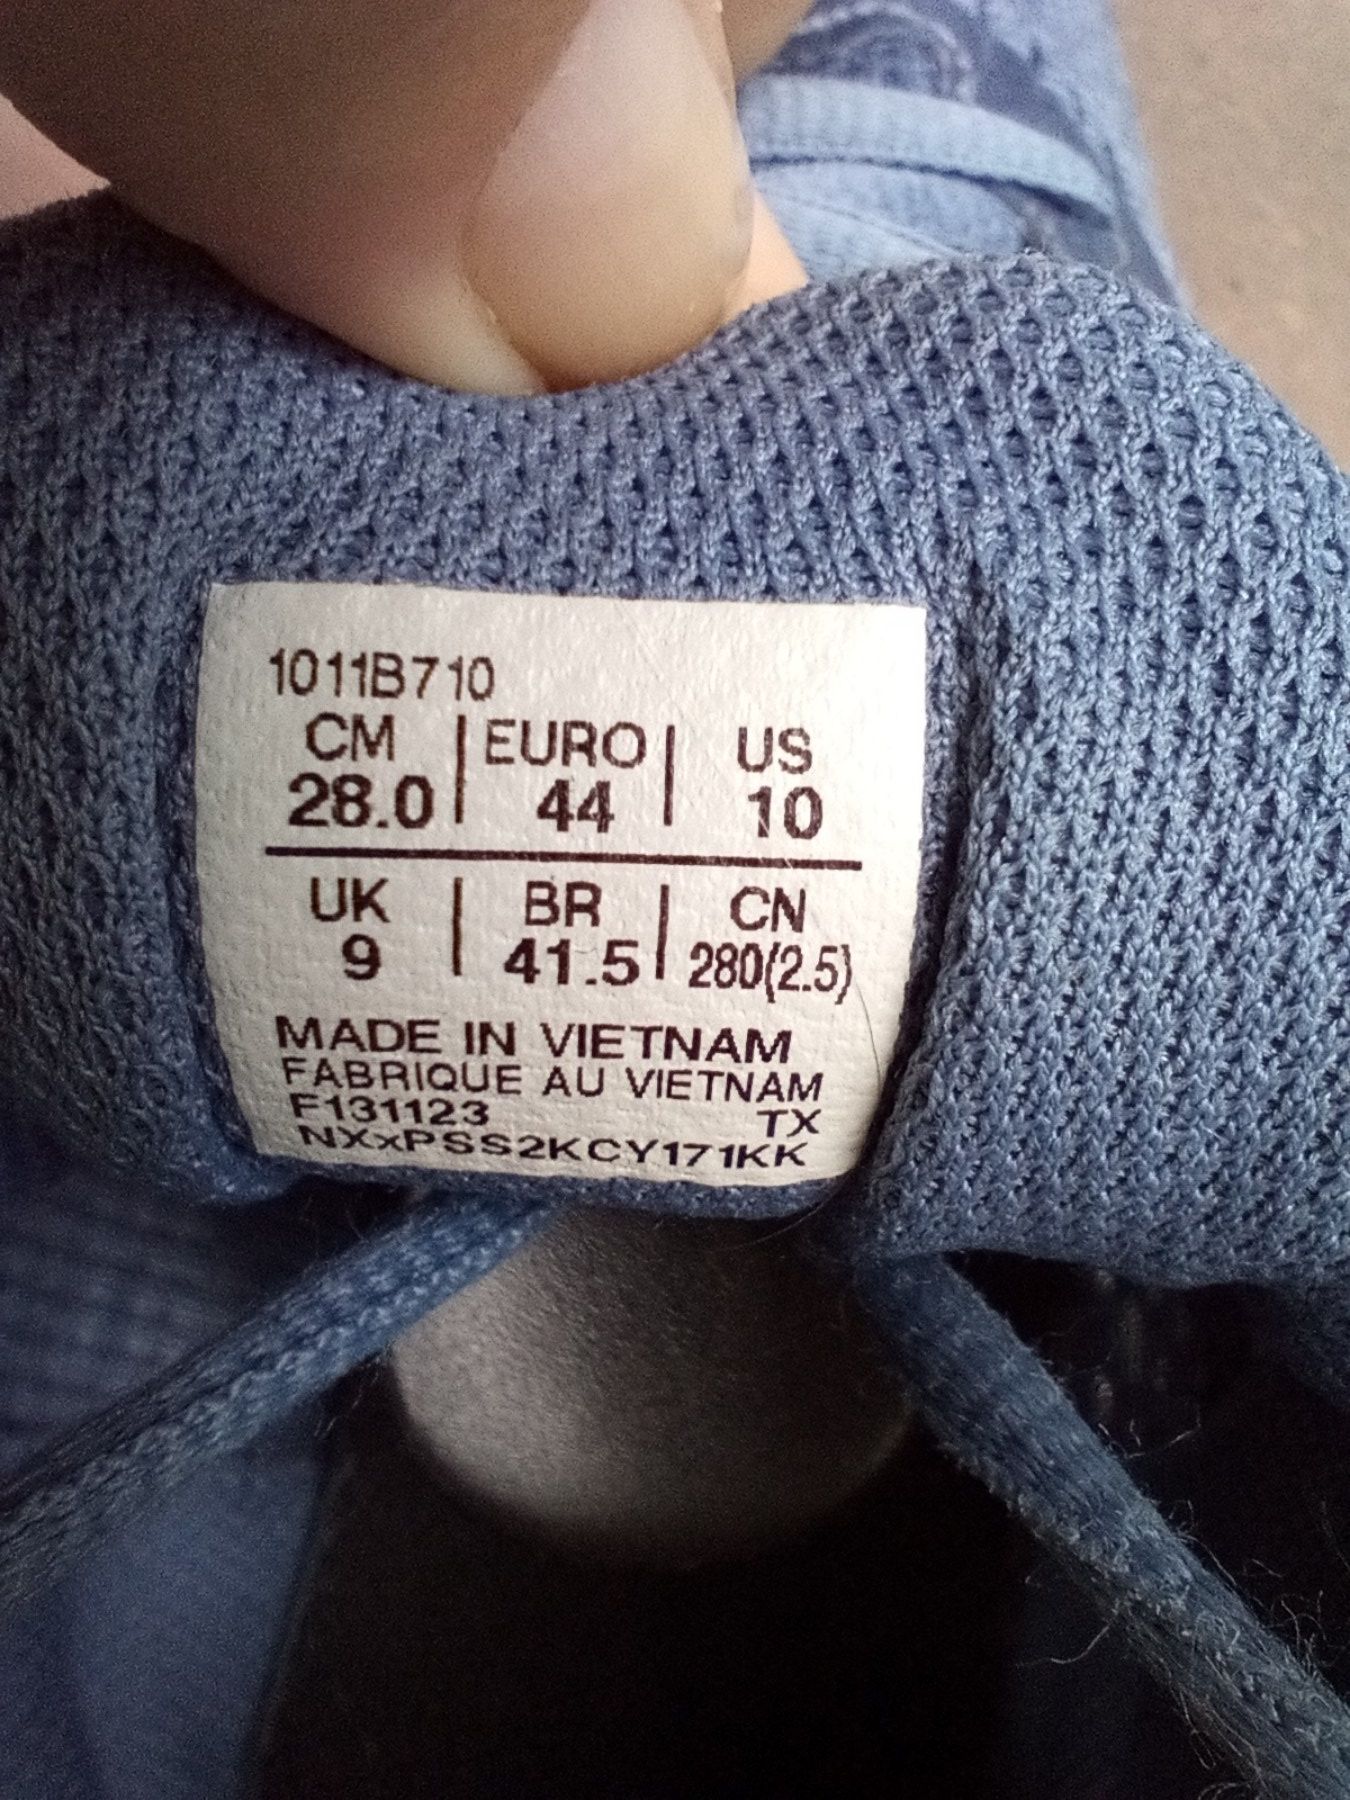 1011B710
CM | EURO | US
28.0 | 44 | 10
UK | BR | CN
9 | 41.5 | 280(2.5)
MADE IN VIETNAM
FABRIQUE AU VIETNAM
F131123 TX
NXxPSS2KCY171KK